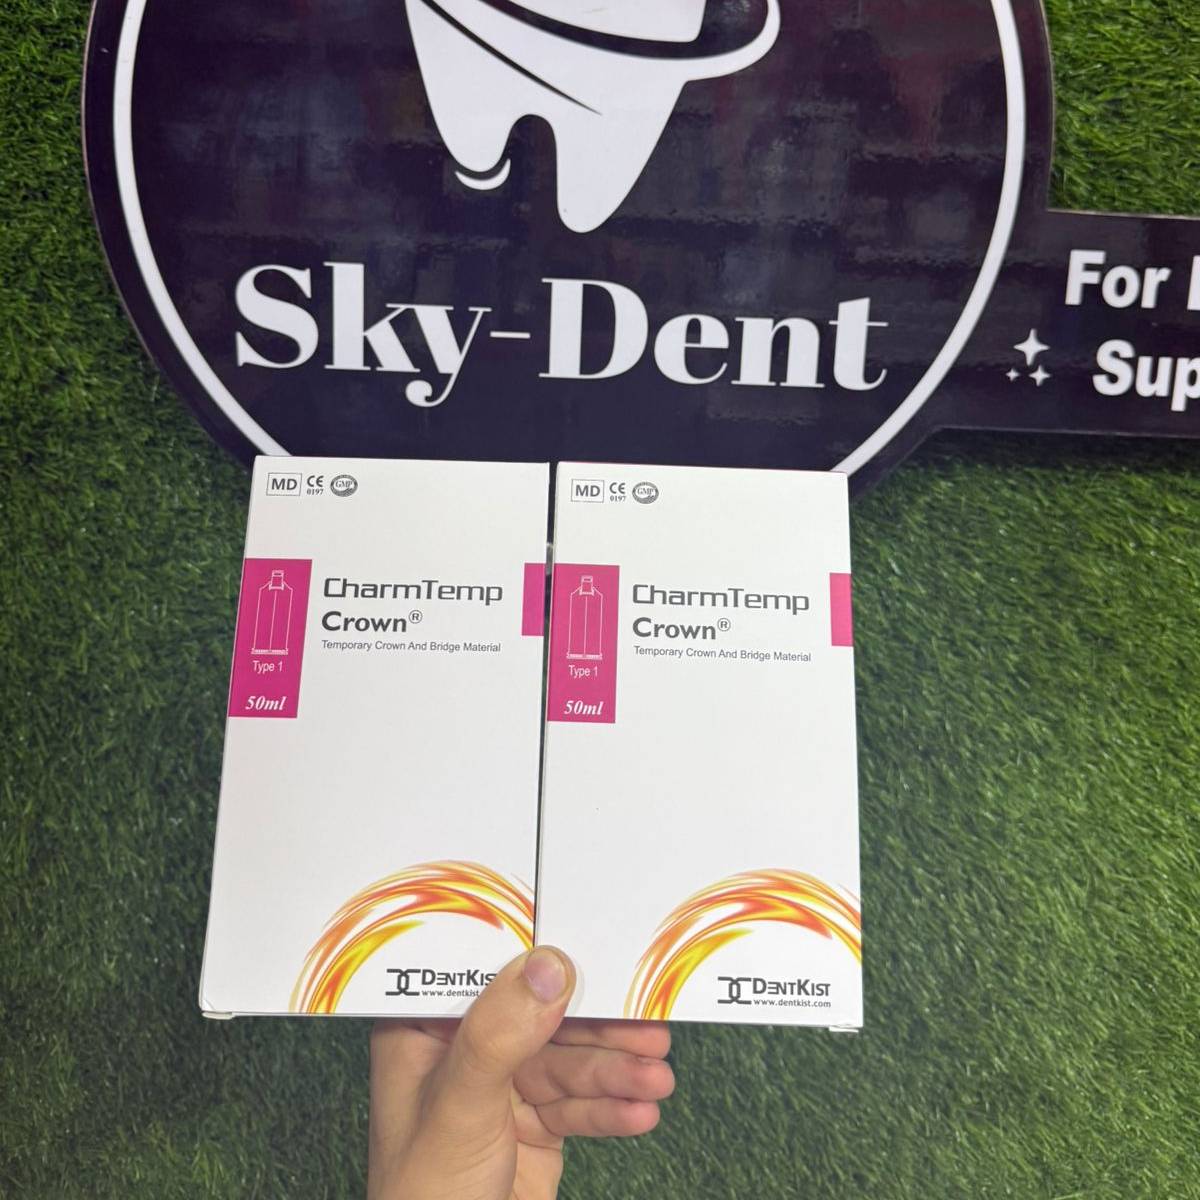 Sky-Dent
For
Sup
MD CE 0197 GMP
CharmTemp
Crown®
Temporary Crown And Bridge Material
Type 1
50ml
DENTKIS
www.dentkist.
MD CE 0197 GMP
CharmTemp
Crown®
Temporary Crown And Bridge Material
Type 1
50ml
DENTKIST
www.dentkist.com